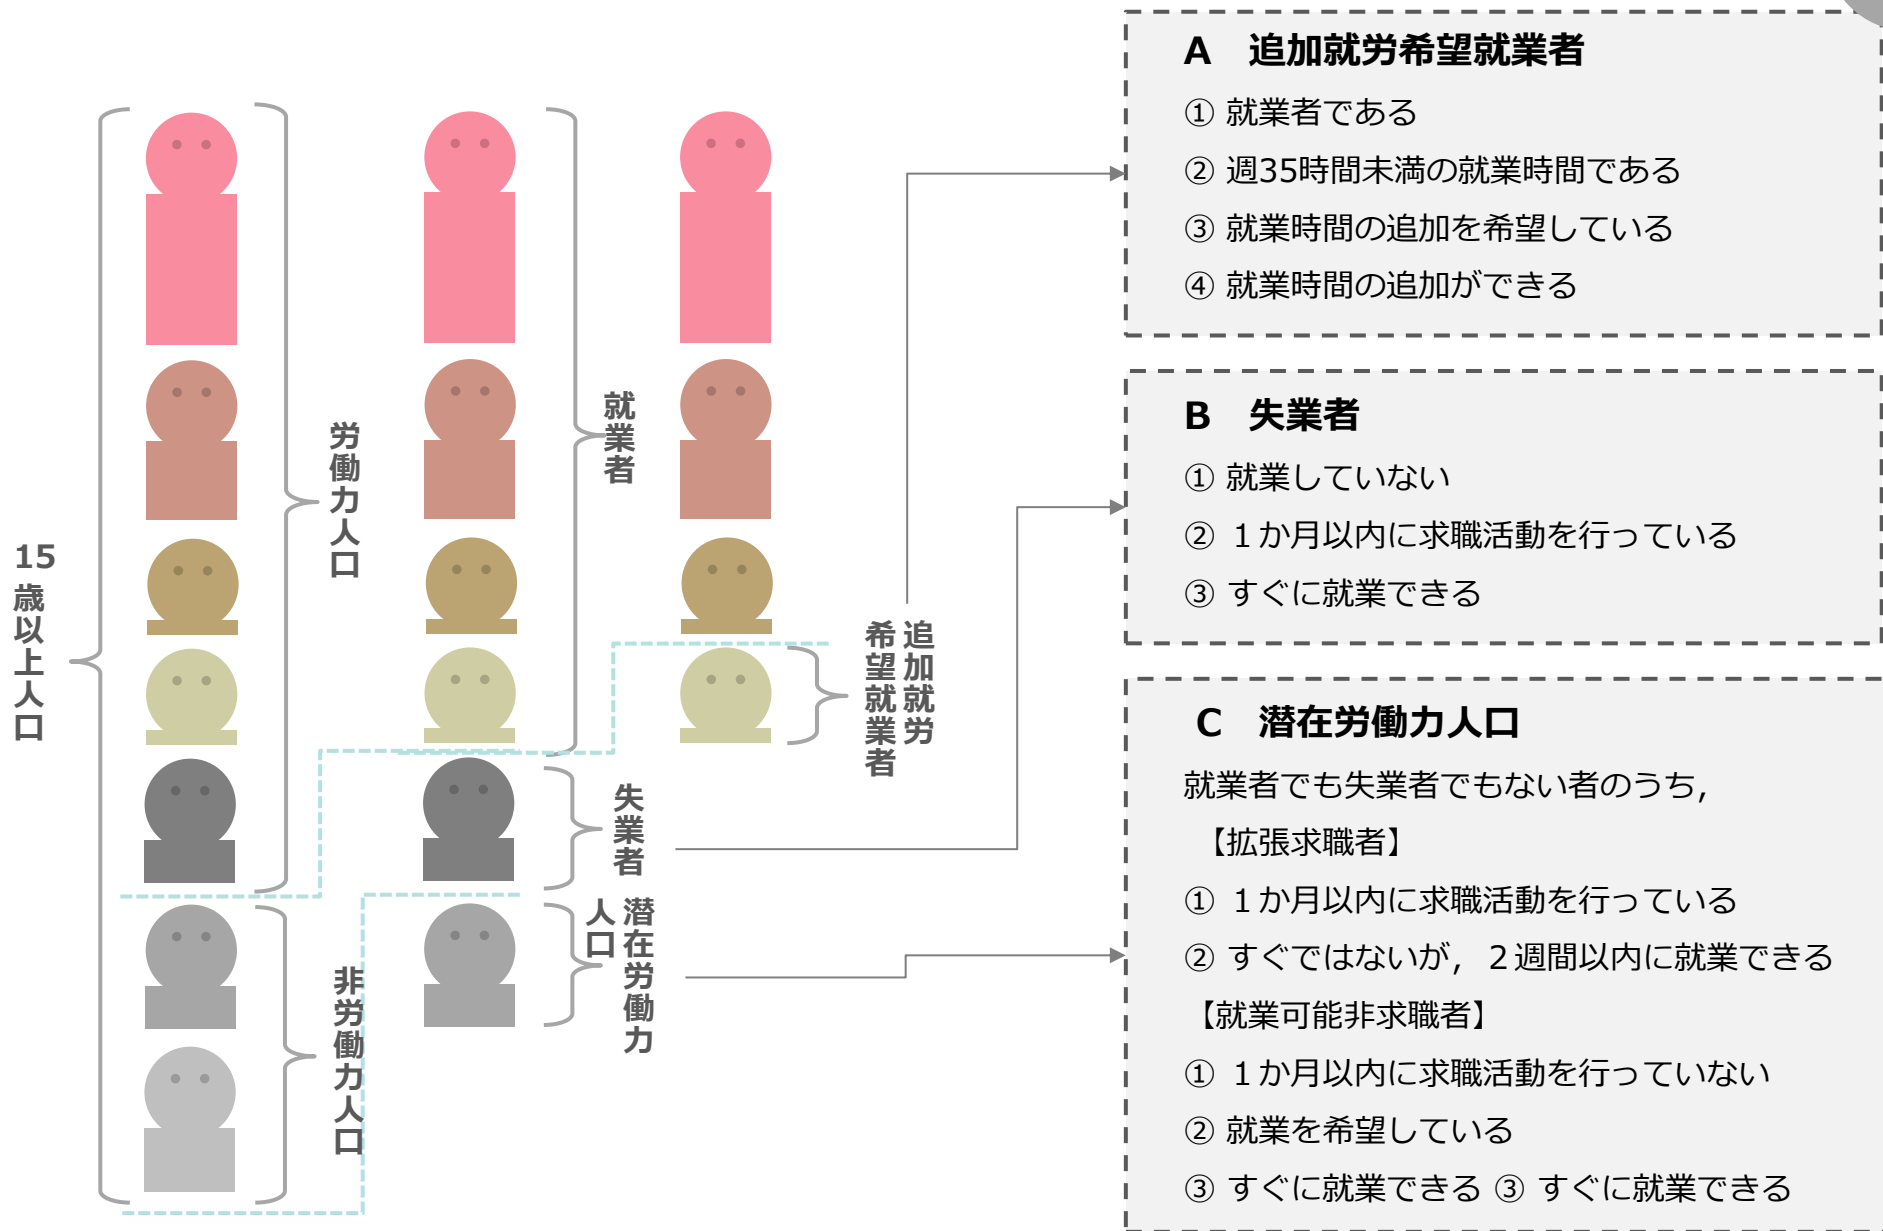 15歳以上人口
労働力人口
非労働力人口
就業者
失業者
潜在労働力
人口
追加就労
希望就業者
A 追加就労希望就業者
① 就業者である
② 週35時間未満の就業時間である
③ 就業時間の追加を希望している
④ 就業時間の追加ができる
B 失業者
① 就業していない
② １か月以内に求職活動を行っている
③ すぐに就業できる
C 潜在労働力人口
就業者でも失業者でもない者のうち，
【拡張求職者】
① １か月以内に求職活動を行っている
② すぐではないが，２週間以内に就業できる
【就業可能非求職者】
① １か月以内に求職活動を行っていない
② 就業を希望している
③ すぐに就業できる ③ すぐに就業できる